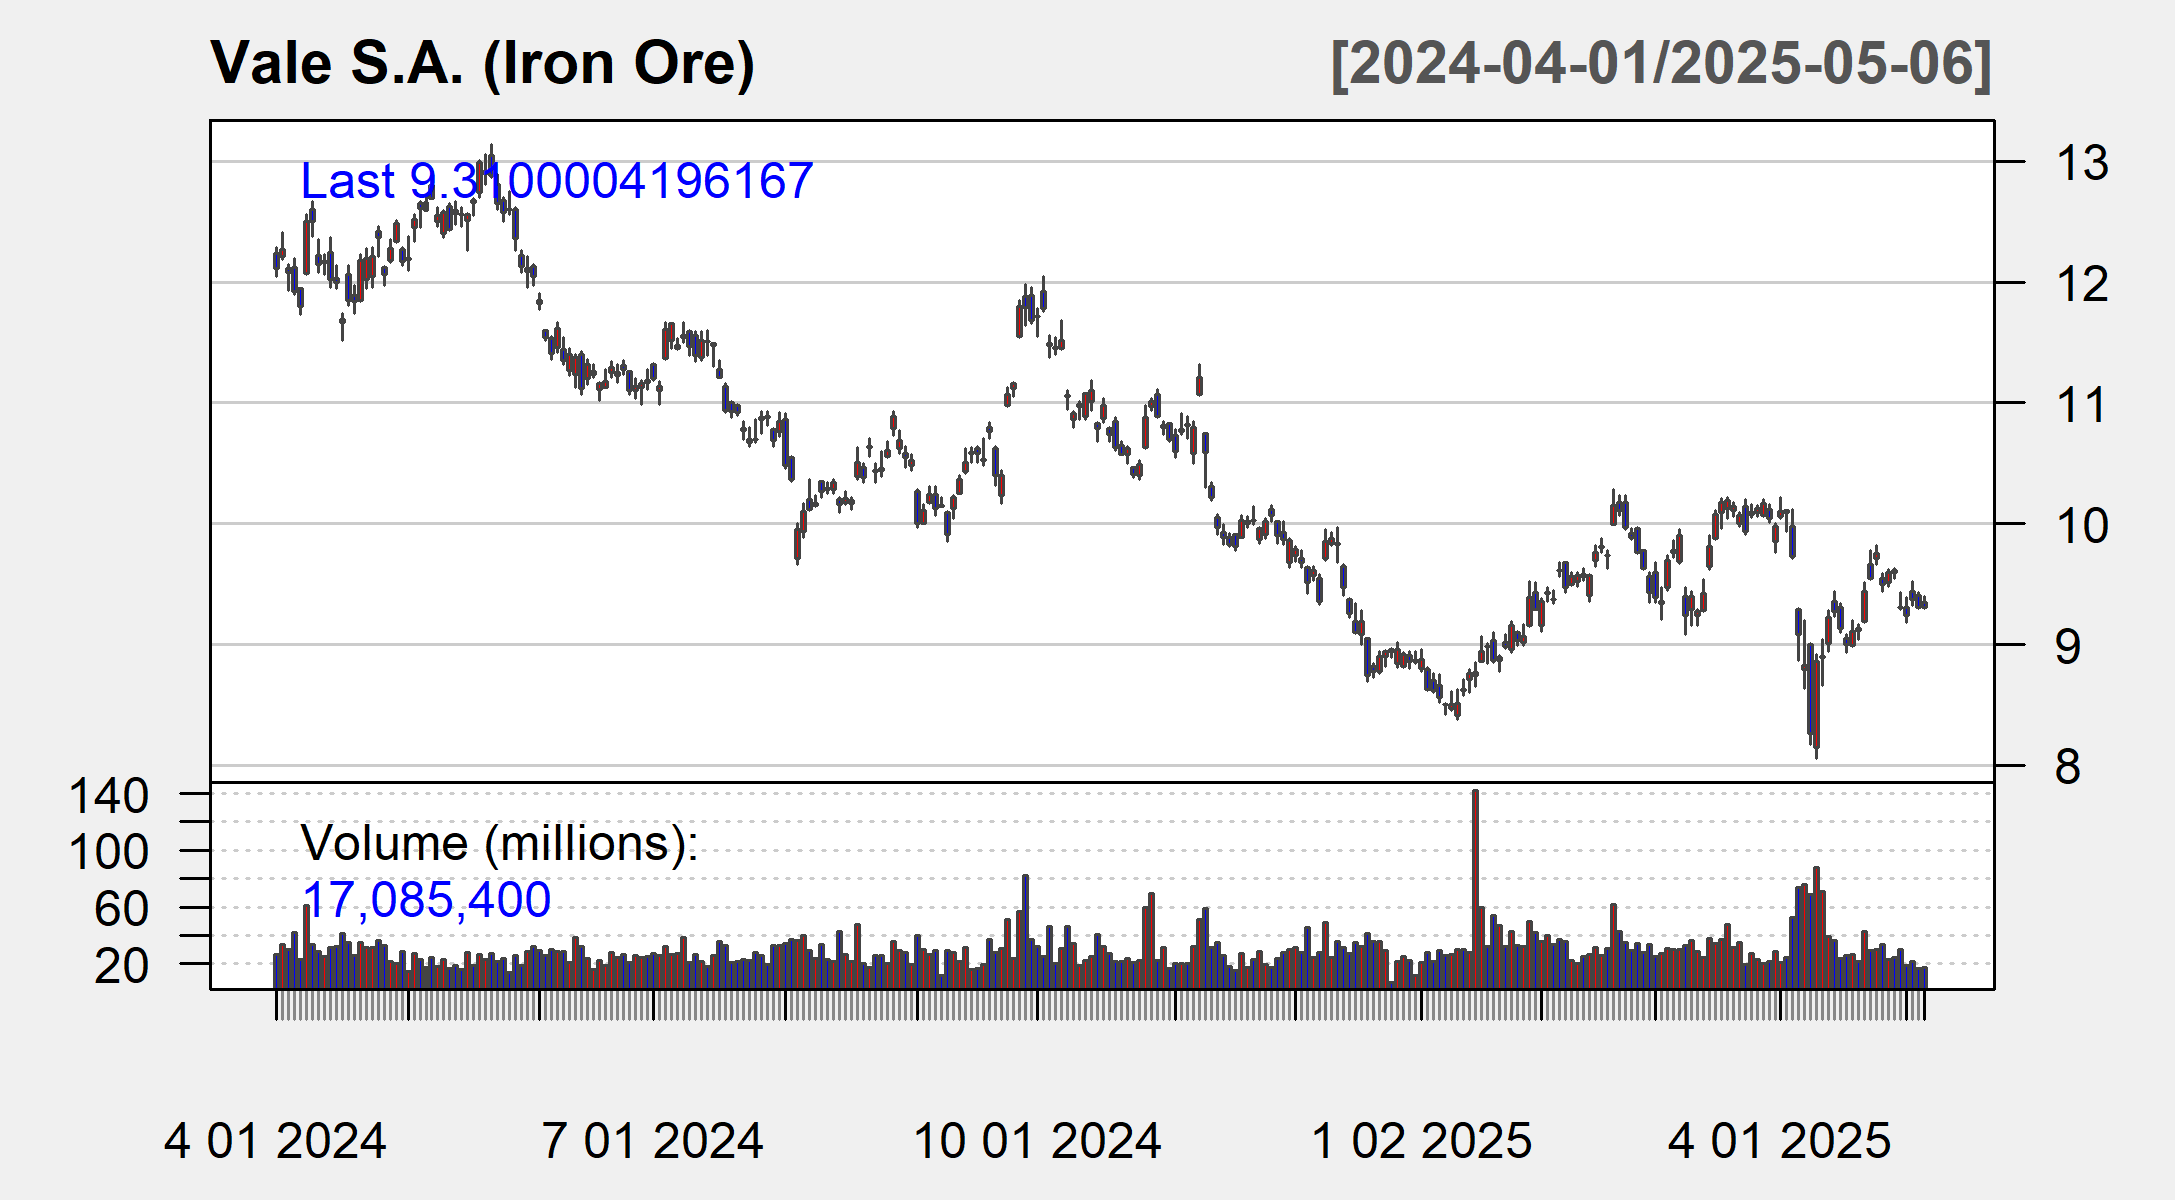 Vale S.A. (Iron Ore)
[2024-04-01/2025-05-06]
Last 9.3100004196167
13
12
11
10
9
8
140
100
60
20
Volume (millions):
17,085,400
4 01 2024
7 01 2024
10 01 2024
1 02 2025
4 01 2025